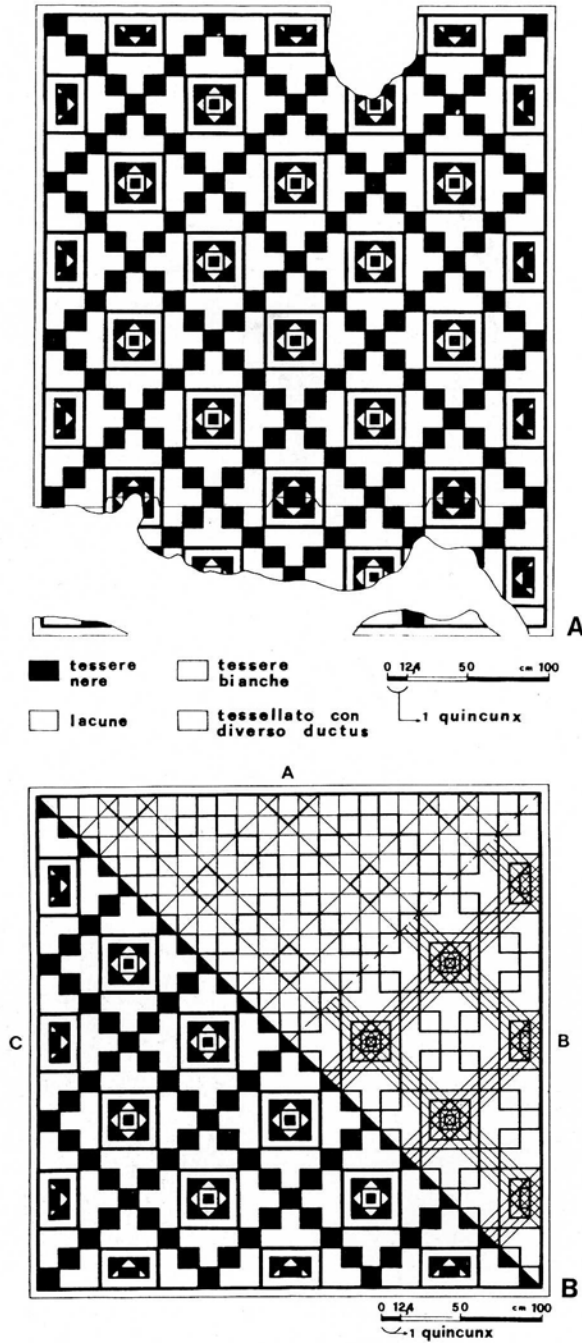 A
tessere
nere
tessere
bianche
lacune
tessellato con
diverso ductus
0 12,4 50 cm 100
1 quincunx
A
C
B
B
0 12,4 50 cm 100
1 quincunx